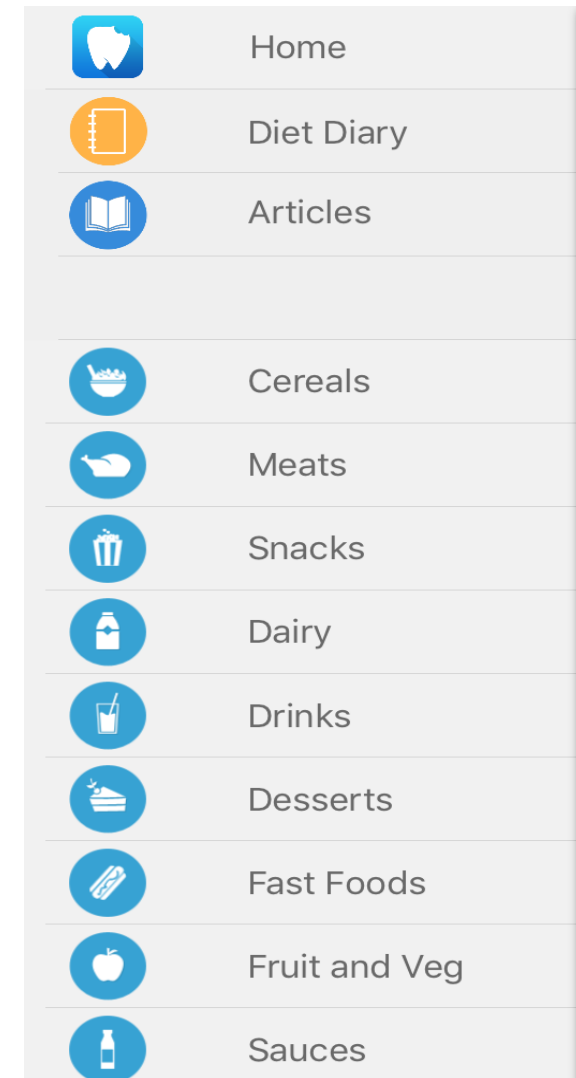 Home
Diet Diary
Articles
Cereals
Meats
Snacks
Dairy
Drinks
Desserts
Fast Foods
Fruit and Veg
Sauces